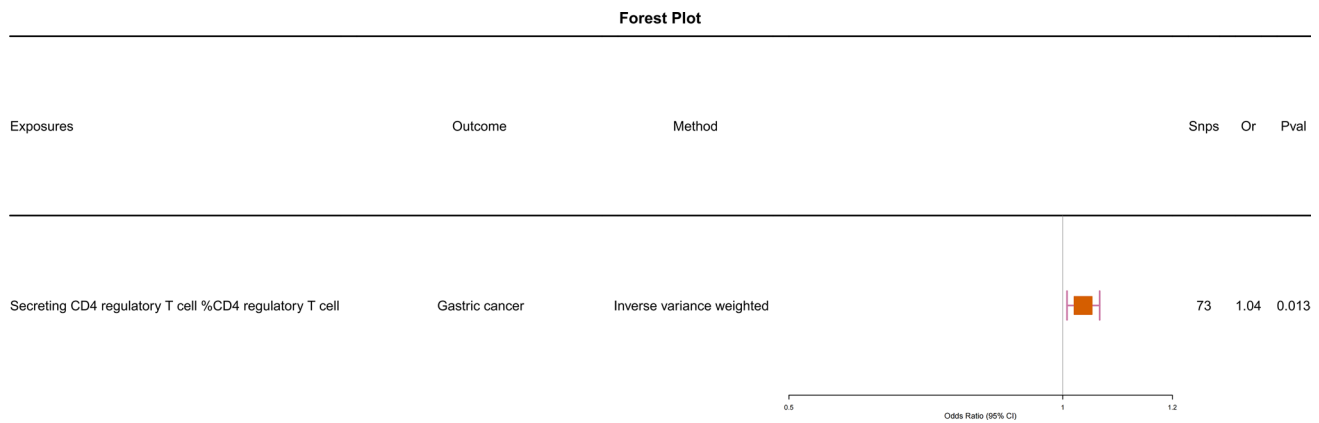 Forest Plot
Exposures Outcome Method Snps Or Pval
Secreting CD4 regulatory T cell %CD4 regulatory T cell Gastric cancer Inverse variance weighted 73 1.04 0.013
0.5 1 1.2
Odds Ratio (95% CI)